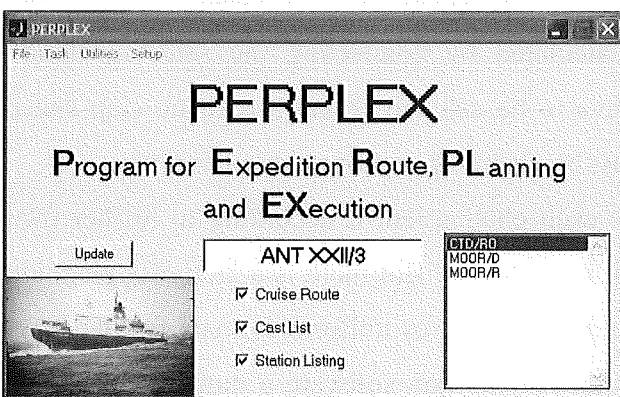 PERPLEX
File Task Utilities Setup
PERPLEX
Program for Expedition Route, PLanning
and EXecution
Update
ANT XXII/3
Cruise Route
Cast List
Station Listing
CTD/RO
MOOR/D
MOOR/R